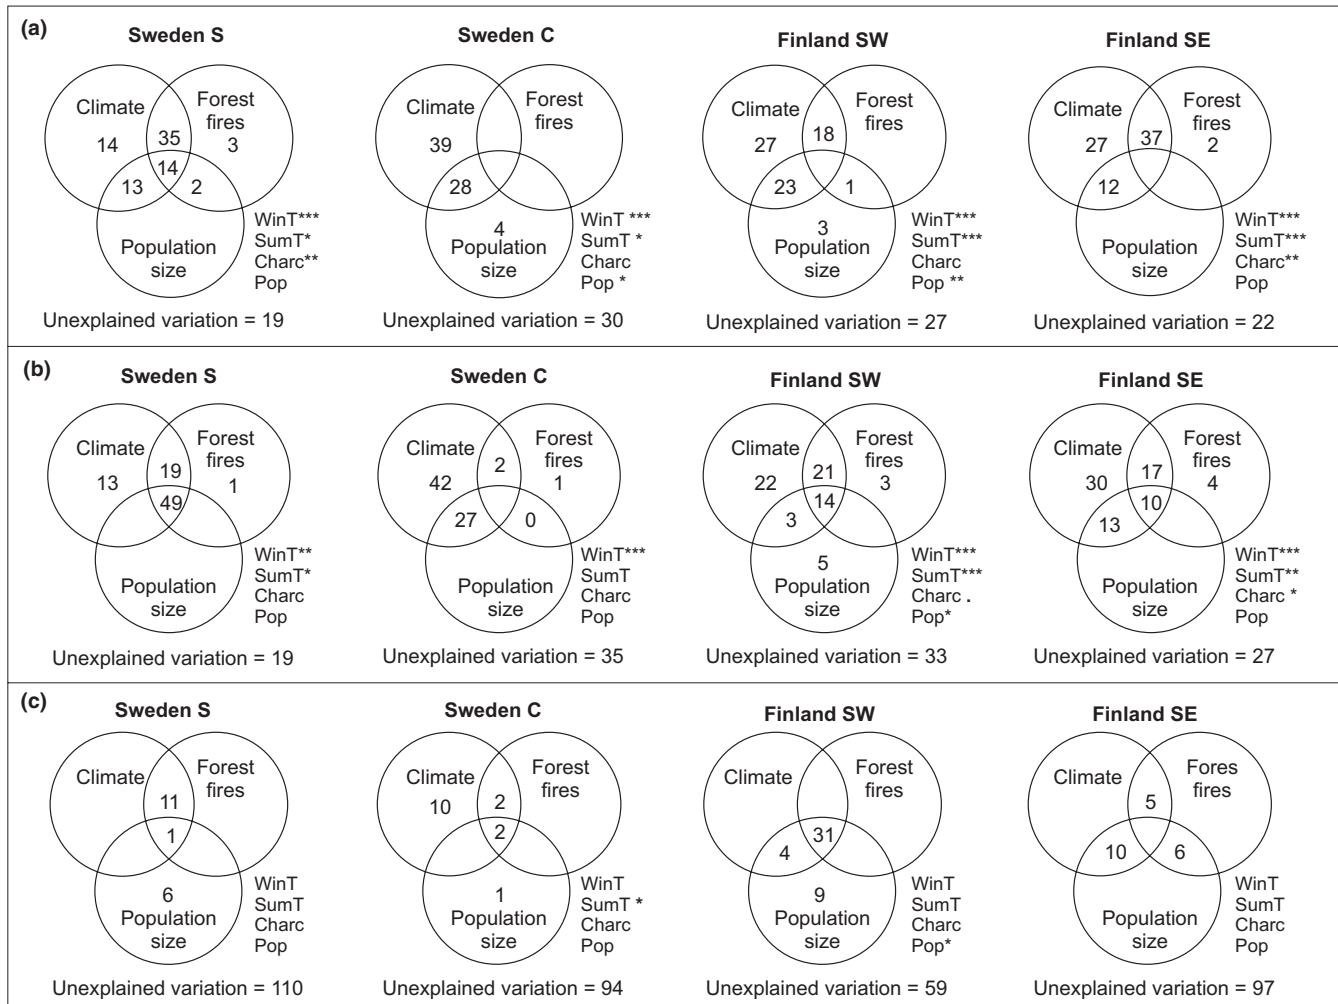 (a)
Sweden S
Sweden C
Finland SW
Finland SE
Climate
Forest
fires
14
35
3
14
13
2
Population
size
WinT***
SumT*
Charc**
Pop
Unexplained variation = 19
Climate
Forest
fires
39
28
4
Population
size
WinT ***
SumT *
Charc
Pop *
Unexplained variation = 30
Climate
Forest
fires
27
18
23
1
3
Population
size
WinT***
SumT***
Charc
Pop **
Unexplained variation = 27
Climate
Forest
fires
27
37
2
12
Population
size
WinT***
SumT***
Charc**
Pop
Unexplained variation = 22
(b)
Sweden S
Sweden C
Finland SW
Finland SE
Climate
Forest
fires
13
19
1
49
Population
size
WinT**
SumT*
Charc
Pop
Unexplained variation = 19
Climate
Forest
fires
42
2
1
27
0
Population
size
WinT***
SumT
Charc
Pop
Unexplained variation = 35
Climate
Forest
fires
22
21
3
14
3
5
Population
size
WinT***
SumT***
Charc .
Pop*
Unexplained variation = 33
Climate
Forest
fires
30
17
4
10
13
Population
size
WinT***
SumT**
Charc *
Pop
Unexplained variation = 27
(c)
Sweden S
Sweden C
Finland SW
Finland SE
Climate
Forest
fires
11
1
6
Population
size
WinT
SumT
Charc
Pop
Unexplained variation = 110
Climate
Forest
fires
10
2
2
1
Population
size
WinT
SumT *
Charc
Pop
Unexplained variation = 94
Climate
Forest
fires
31
4
9
Population
size
WinT
SumT
Charc
Pop*
Unexplained variation = 59
Climate
Fores
fires
5
10
6
Population
size
WinT
SumT
Charc
Pop
Unexplained variation = 97